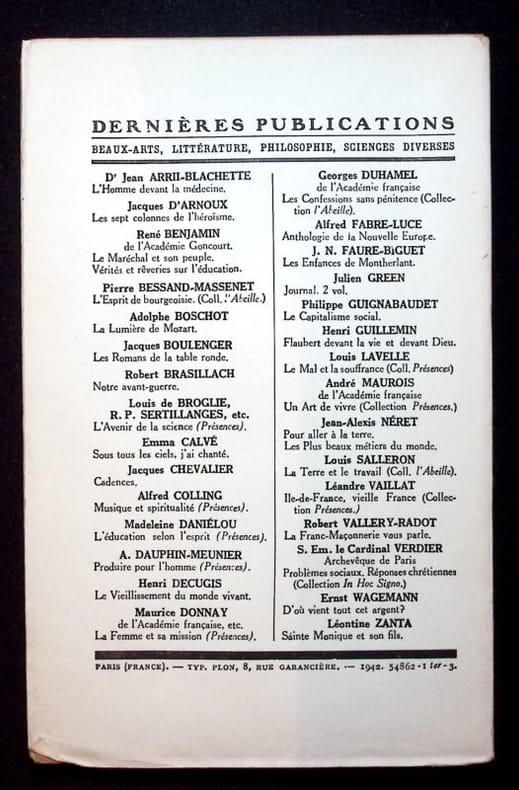 DERNIÈRES PUBLICATIONS
BEAUX-ARTS, LITTÉRATURE, PHILOSOPHIE, SCIENCES DIVERSES
Dr Jean ARRII-BLACHETTE
L'Homme devant la médecine.
Jacques D'ARNOUX
Les sept colonnes de l'héroïsme.
René BENJAMIN
de l'Académie Goncourt.
Le Maréchal et son peuple.
Vérités et rêveries sur l'éducation.
Pierre BESSAND-MASSENET
L'Esprit de bourgeoisie. (Coll. l'Abeille.)
Adolphe BOSCHOT
La Lumière de Mozart.
Jacques BOULENGER
Les Romans de la table ronde.
Robert BRASILLACH
Notre avant-guerre.
Louis de BROGLIE,
R. P. SERTILLANGES, etc.
L'Avenir de la science (Présences).
Emma CALVÉ
Sous tous les ciels, j'ai chanté.
Jacques CHEVALIER
Cadences.
Alfred COLLING
Musique et spiritualité (Présences).
Madeleine DANIÉLOU
L'éducation selon l'esprit (Présences).
A. DAUPHIN-MEUNIER
Produire pour l'homme (Présences).
Henri DECUGIS
Le Vieillissement du monde vivant.
Maurice DONNAY
de l'Académie française, etc.
La Femme et sa mission (Présences).
Georges DUHAMEL
de l'Académie française
Les Confessions sans pénitence (Collec-
tion l'Abeille).
Alfred FABRE-LUCE
Anthologie de la Nouvelle Europe.
J. N. FAURE-BIGUET
Les Enfances de Montherlant.
Julien GREEN
Journal. 2 vol.
Philippe GUIGNABAUDET
Le Capitalisme social.
Henri GUILLEMIN
Flaubert devant la vie et devant Dieu.
Louis LAVELLE
Le Mal et la souffrance (Coll. Présences)
André MAUROIS
de l'Académie française
Un Art de vivre (Collection Présences.)
Jean-Alexis NÉRET
Pour aller à la terre.
Les Plus beaux métiers du monde.
Louis SALLERON
La Terre et le travail (Coll. l'Abeille).
Léandre VAILLAT
Ile-de-France, vieille France (Collec-
tion Présences.)
Robert VALLERY-RADOT
La Franc-Maçonnerie vous parle.
S. Em. le Cardinal VERDIER
Archevêque de Paris
Problèmes sociaux. Réponses chrétiennes
(Collection In Hoc Signo.)
Ernst WAGEMANN
D'où vient tout cet argent?
Léontine ZANTA
Sainte Monique et son fils.
PARIS (FRANCE). — TYP. PLON, 8, RUE GARANCIÈRE. — 1942. 54862-I ter-3.